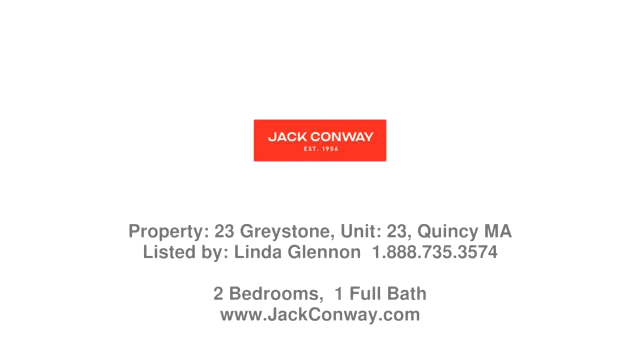 JACK CONWAY
EST. 1956
Property: 23 Greystone, Unit: 23, Quincy MA
Listed by: Linda Glennon  1.888.735.3574
2 Bedrooms,  1 Full Bath
www.JackConway.com